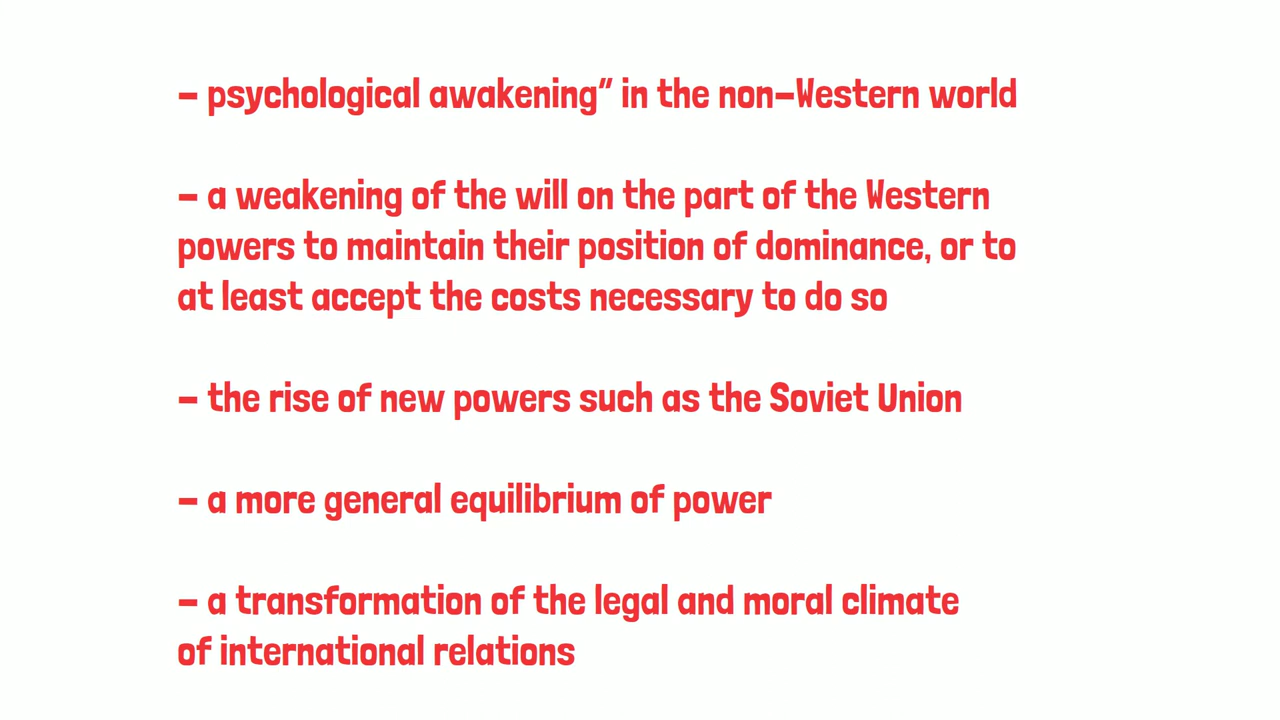 – psychological awakening” in the non–Western world
– a weakening of the will on the part of the Western
powers to maintain their position of dominance, or to
at least accept the costs necessary to do so
– the rise of new powers such as the Soviet Union
– a more general equilibrium of power
– a transformation of the legal and moral climate
of international relations